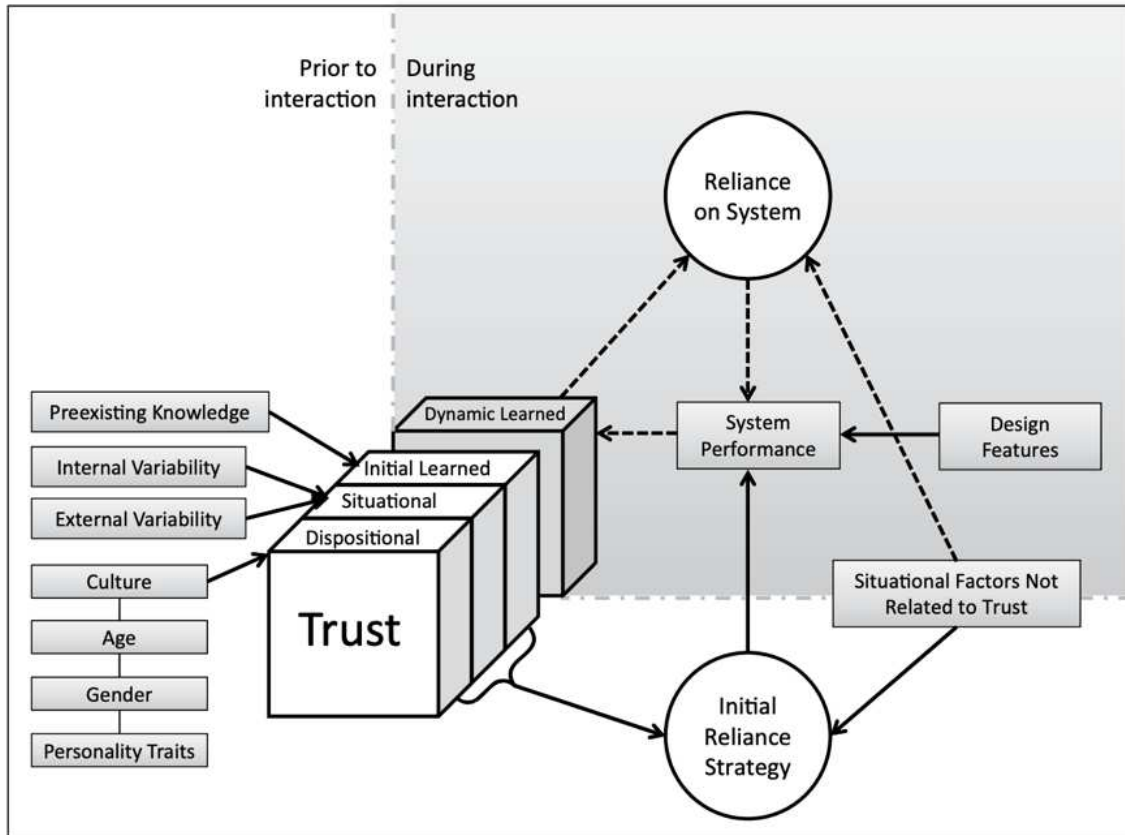 Prior to
interaction
During
interaction
Reliance
on System
Preexisting Knowledge
Internal Variability
External Variability
Culture
Age
Gender
Personality Traits
Dynamic Learned
Initial Learned
Situational
Dispositional
Trust
System
Performance
Design
Features
Situational Factors Not
Related to Trust
Initial
Reliance
Strategy